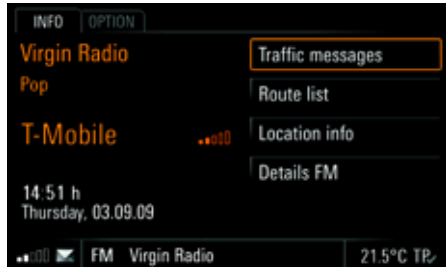 INFO
OPTION
Virgin Radio
Pop
T-Mobile
Traffic messages
Route list
Location info
Details FM
14:51 h
Thursday, 03.09.09
FM Virgin Radio
21.5°C TP